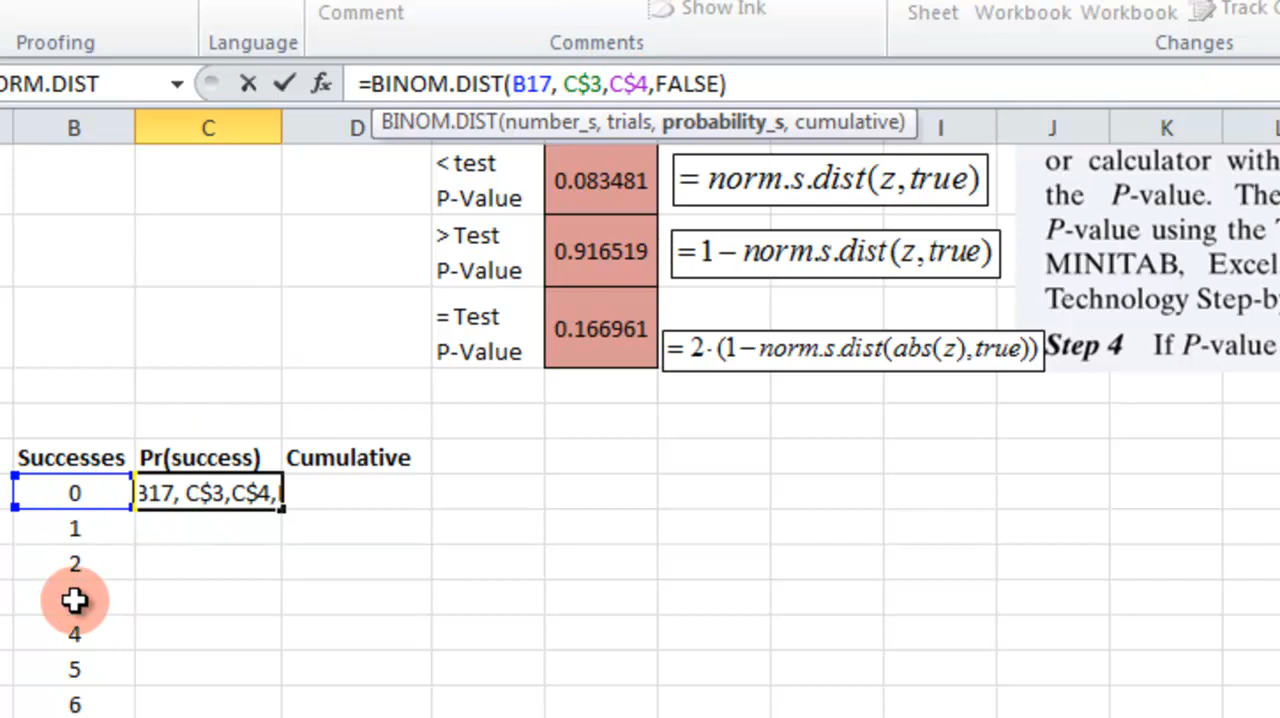 Comment
Show Ink
Sheet Workbook Workbook
Proofing
Language
Comments
Changes
=BINOM.DIST(B17, C$3,C$4,FALSE)
BINOM.DIST(number_s, trials, probability_s, cumulative)
B C D I J K
< test
P-Value
0.083481
= norm.s.dist(z,true)
> Test
P-Value
0.916519
=1− norm.s.dist(z,true)
= Test
P-Value
0.166961
= 2·(1−norm.s.dist(abs(z),true))
or calculator with
the P-value. The
P-value using the
MINITAB, Excel
Technology Step-by
Step 4 If P-value
Successes Pr(success) Cumulative
0 B17, C$3,C$4,
1
2
4
5
6